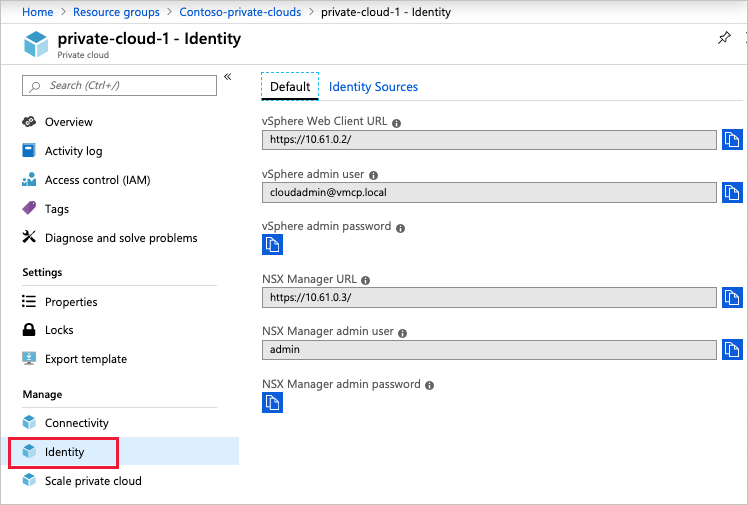 Home > Resource groups > Contoso-private-clouds > private-cloud-1 - Identity
private-cloud-1 - Identity
Private cloud
Search (Ctrl+/)
«
Overview
Activity log
Access control (IAM)
Tags
Diagnose and solve problems
Settings
Properties
Locks
Export template
Manage
Connectivity
Identity
Scale private cloud
Default
Identity Sources
vSphere Web Client URL
https://10.61.0.2/
vSphere admin user
cloudadmin@vmcp.local
vSphere admin password
NSX Manager URL
https://10.61.0.3/
NSX Manager admin user
admin
NSX Manager admin password